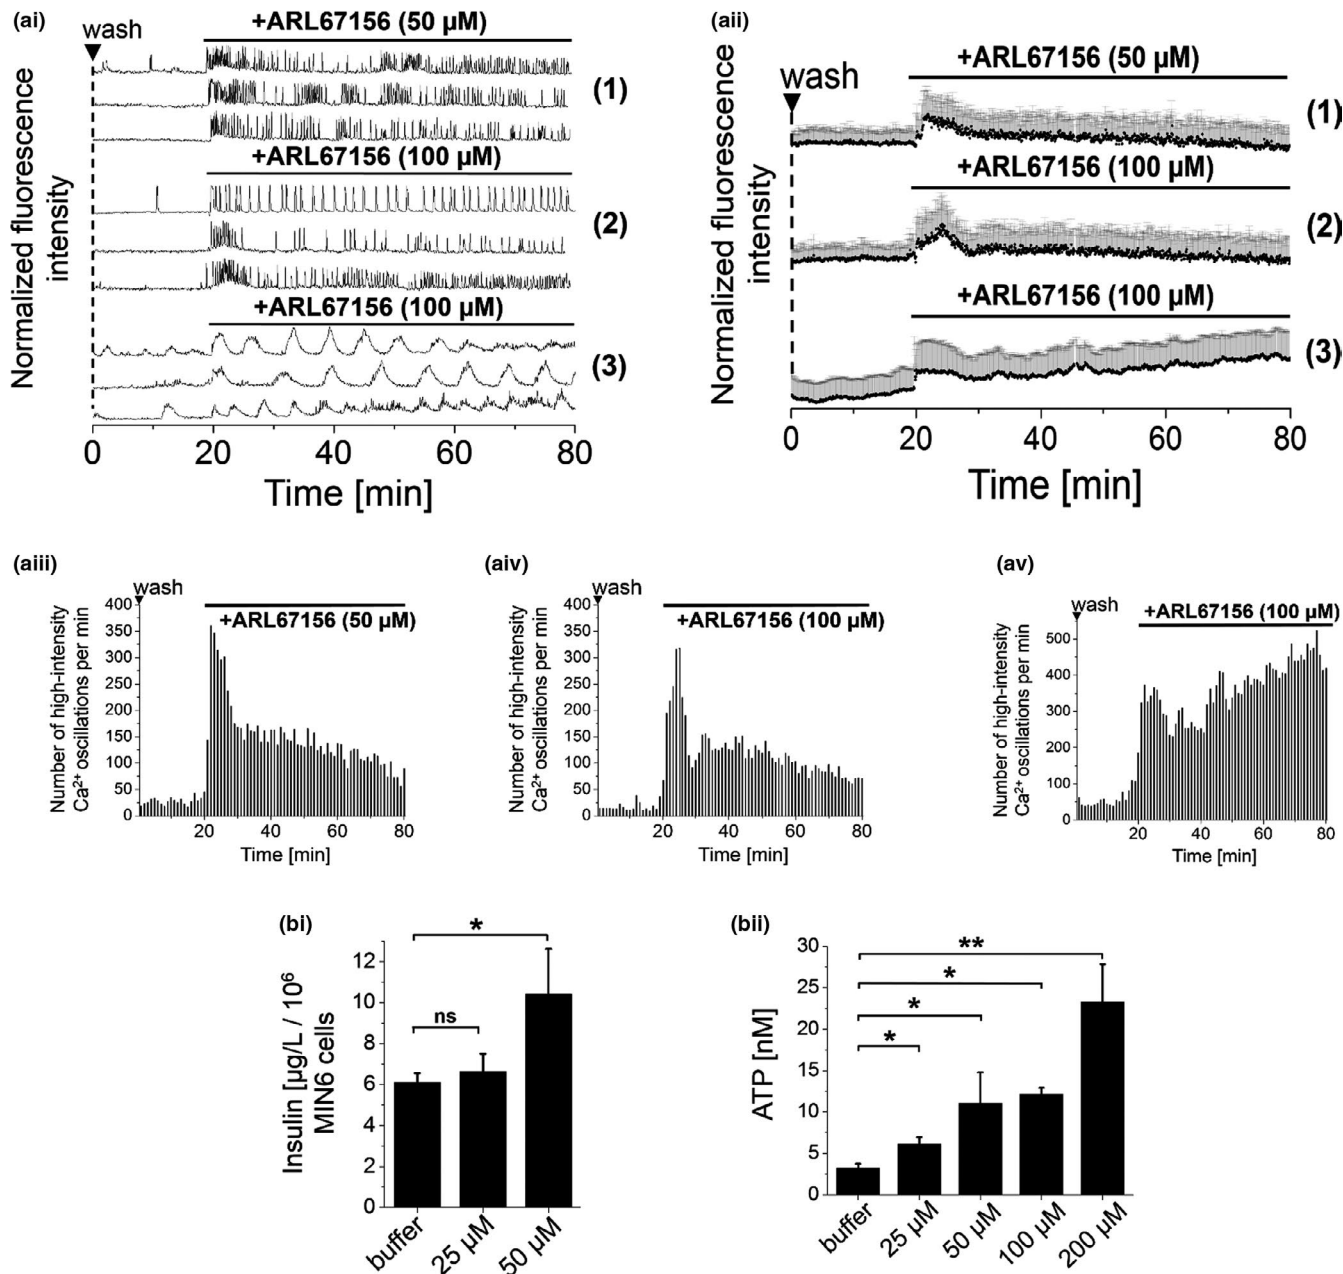 (ai)
wash
+ARL67156 (50 µM)
(1)
+ARL67156 (100 µM)
(2)
+ARL67156 (100 µM)
(3)
Normalized fluorescence
intensity
0 20 40 60 80
Time [min]
(aii)
wash
+ARL67156 (50 µM)
(1)
+ARL67156 (100 µM)
(2)
+ARL67156 (100 µM)
(3)
Normalized fluorescence
intensity
0 20 40 60 80
Time [min]
(aiii)
wash
+ARL67156 (50 µM)
Number of high-intensity
Ca²⁺ oscillations per min
400
350
300
250
200
150
100
50
0
0 20 40 60 80
Time [min]
(aiv)
wash
+ARL67156 (100 µM)
Number of high-intensity
Ca²⁺ oscillations per min
400
350
300
250
200
150
100
50
0
0 20 40 60 80
Time [min]
(av)
wash
+ARL67156 (100 µM)
Number of high-intensity
Ca²⁺ oscillations per min
500
400
300
200
100
0
0 20 40 60 80
Time [min]
(bi)
*
ns
Insulin [µg/L / 10⁶
MIN6 cells
12
10
8
6
4
2
0
buffer
25 µM
50 µM
(bii)
**
*
*
*
ATP [nM]
30
25
20
15
10
5
0
buffer
25 µM
50 µM
100 µM
200 µM